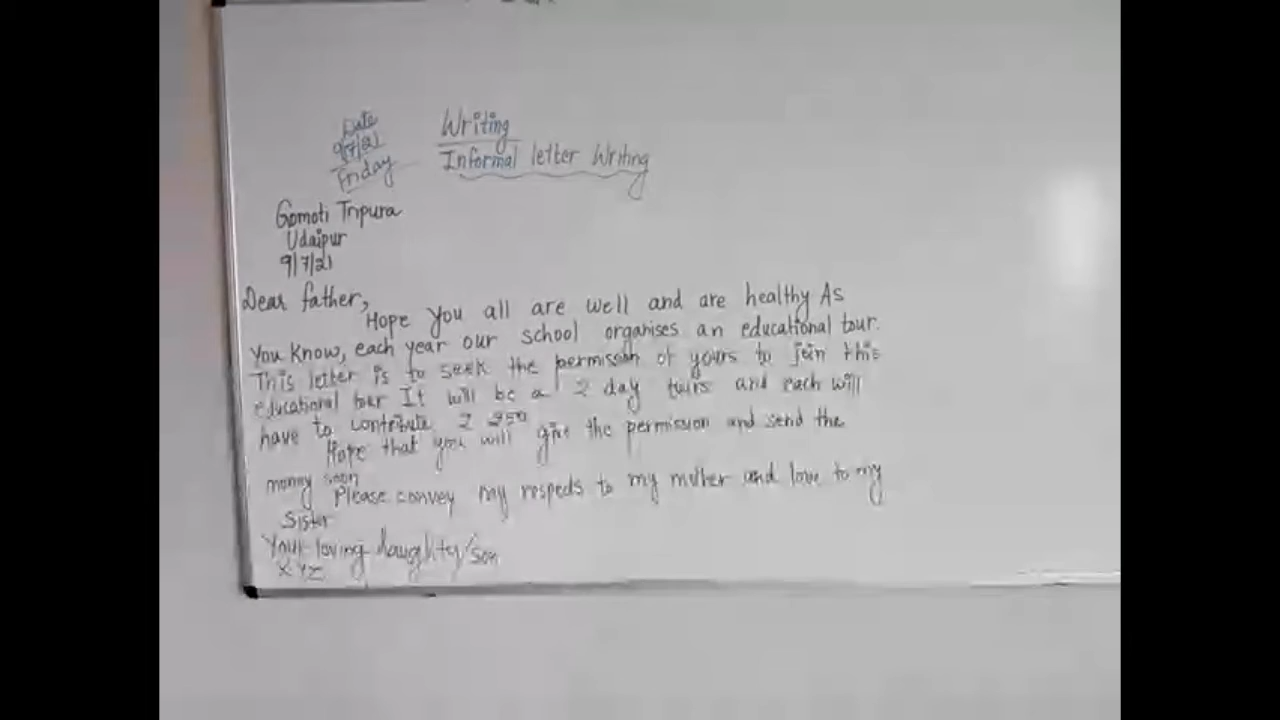 Date
9/7/21
Friday
Writing
Informal letter Writing
Gomoti Tripura
Udaipur
9/7/21
Dear father,
Hope you all are well and are healthy As
you know, each year our school organises an educational tour.
This letter is to seek the permission of yours to join this
educational tour It will be a 2 day tours and each will
have to contribute
Hope that you will give the permission and send the
money soon
Please convey my respects to my mother and love to my
Sister
Your loving daughter/son
XYZ